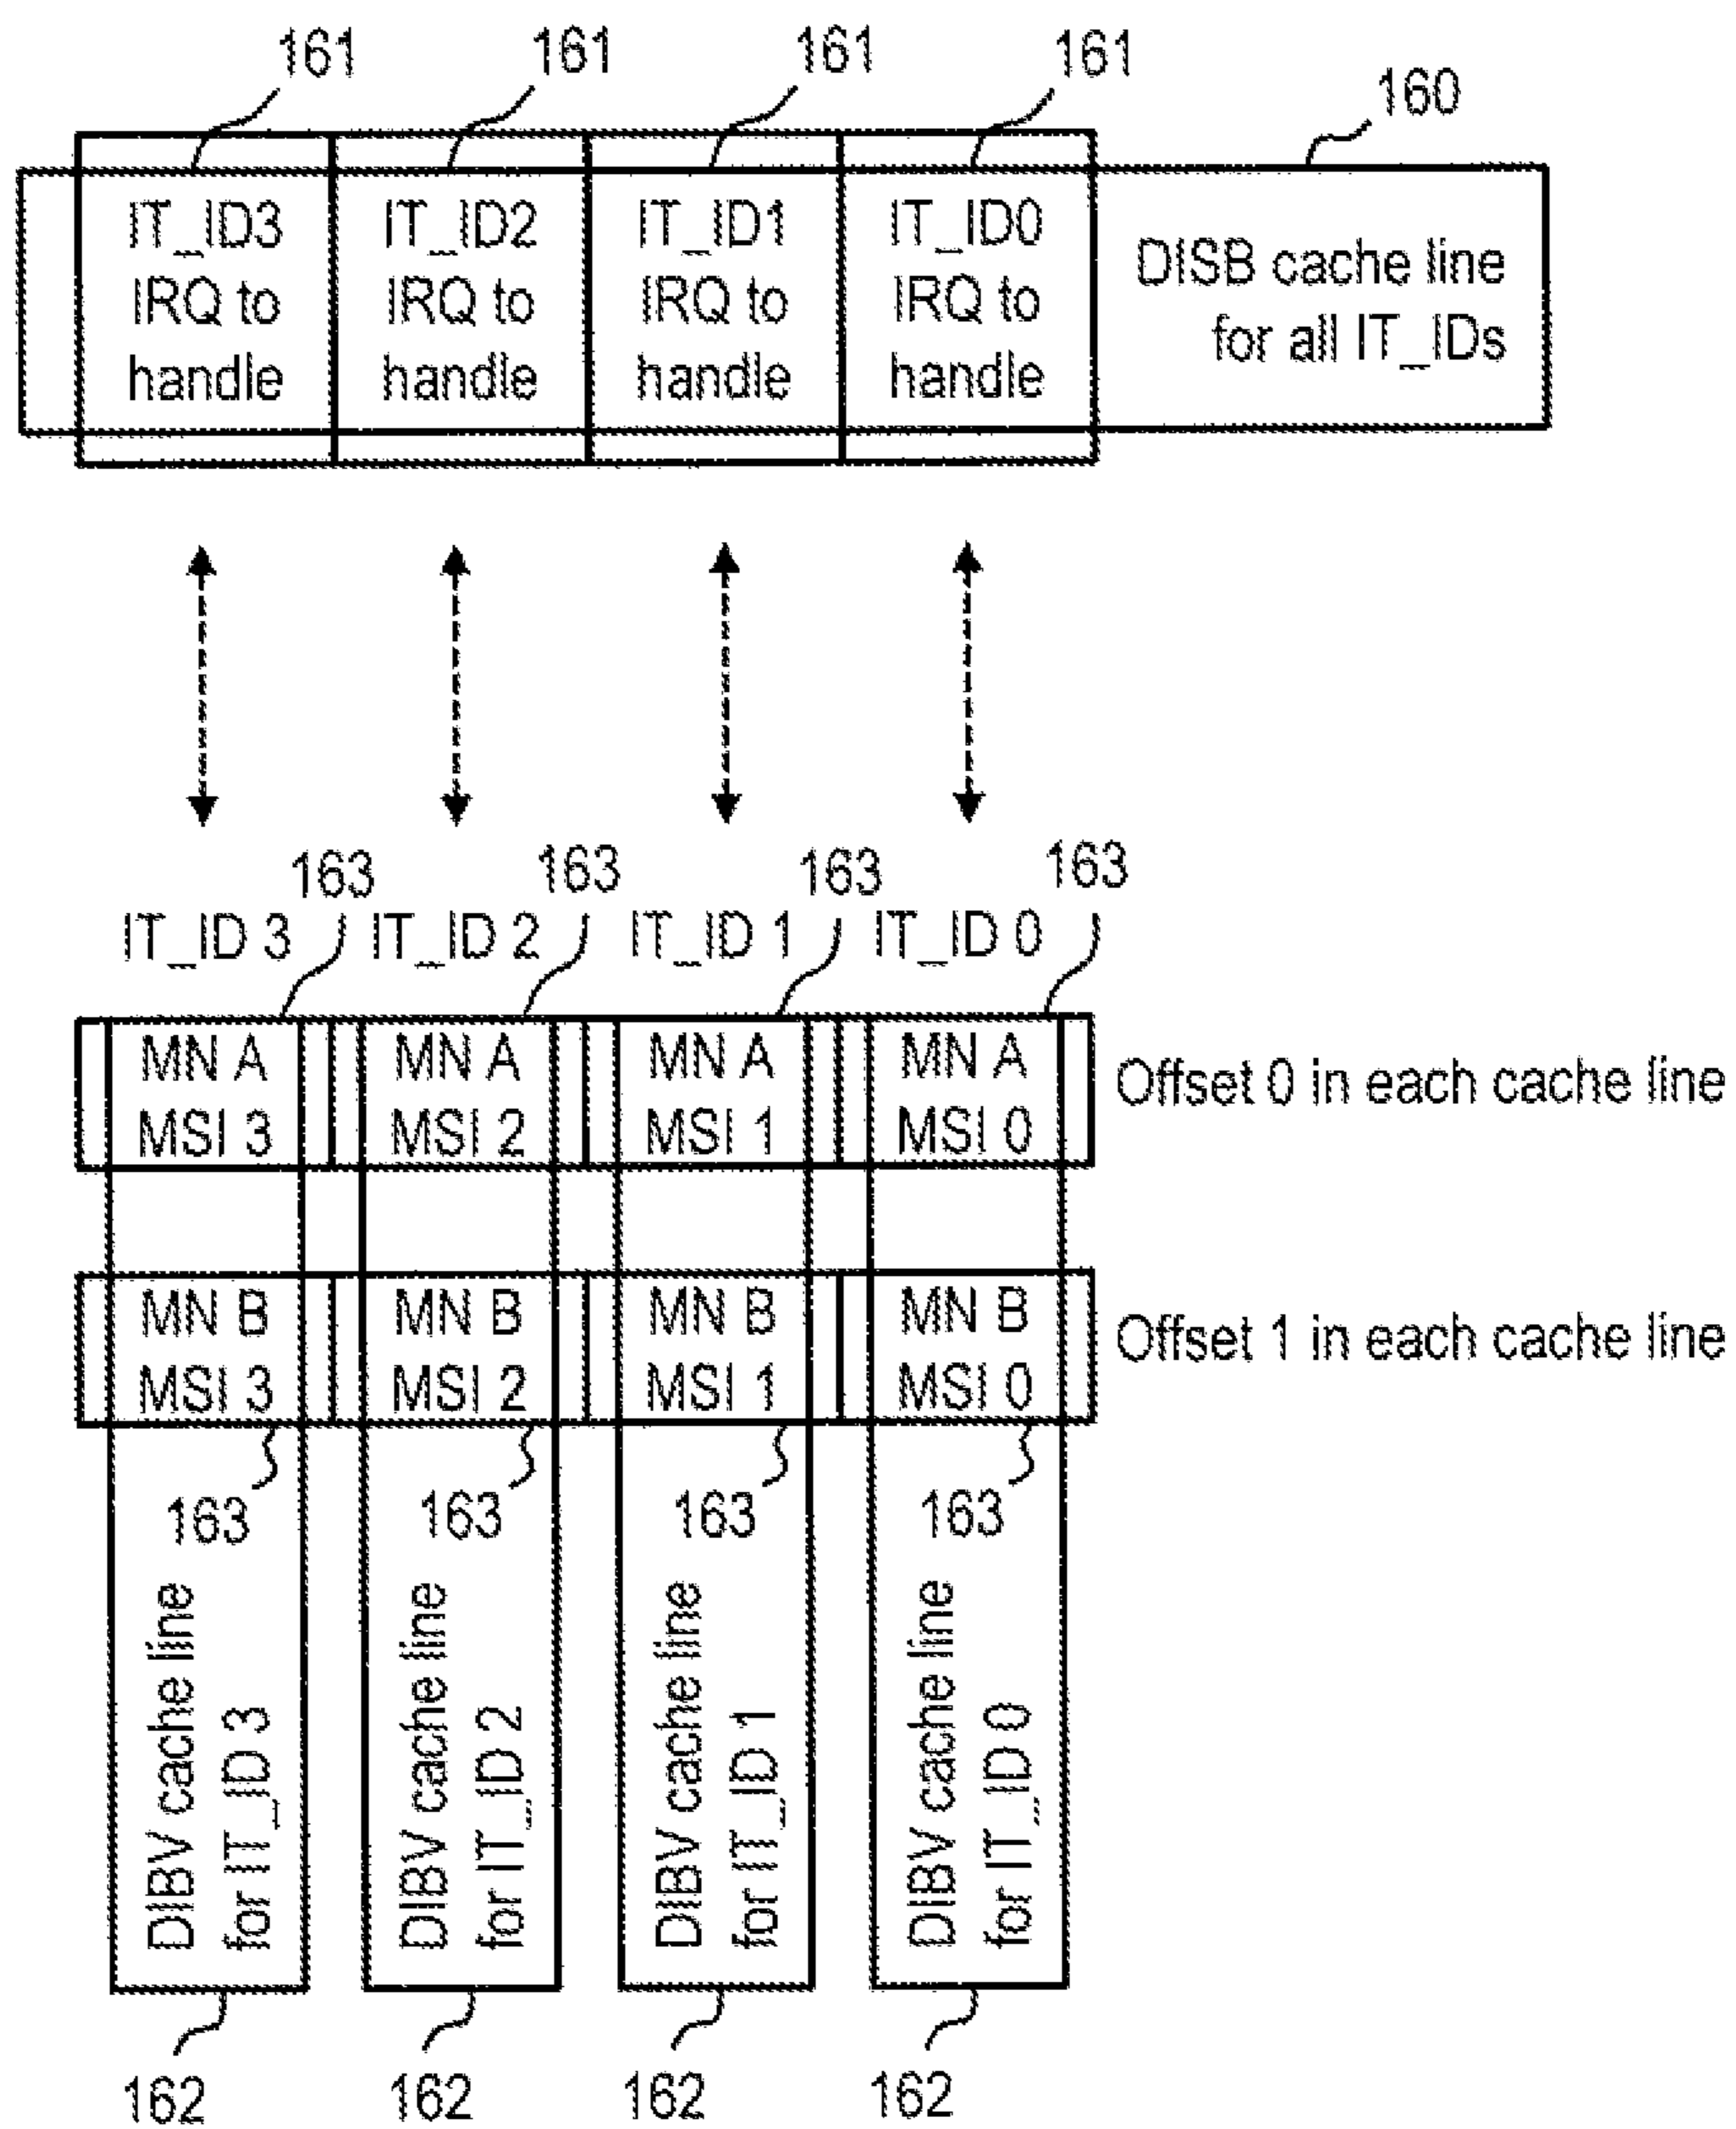 161 161 161 161
160
IT_ID3 IT_ID2 IT_ID1 IT_ID0
IRQ to IRQ to IRQ to IRQ to
handle handle handle handle
DISB cache line
for all IT_IDs
163 163 163 163
IT_ID 3 IT_ID 2 IT_ID 1 IT_ID 0
MN A MN A MN A MN A
MSI 3 MSI 2 MSI 1 MSI 0
Offset 0 in each cache line
MN B MN B MN B MN B
MSI 3 MSI 2 MSI 1 MSI 0
Offset 1 in each cache line
163 163 163 163
DIBV cache line
for IT_ID 3
DIBV cache line
for IT_ID 2
DIBV cache line
for IT_ID 1
DIBV cache line
for IT_ID 0
162 162 162 162